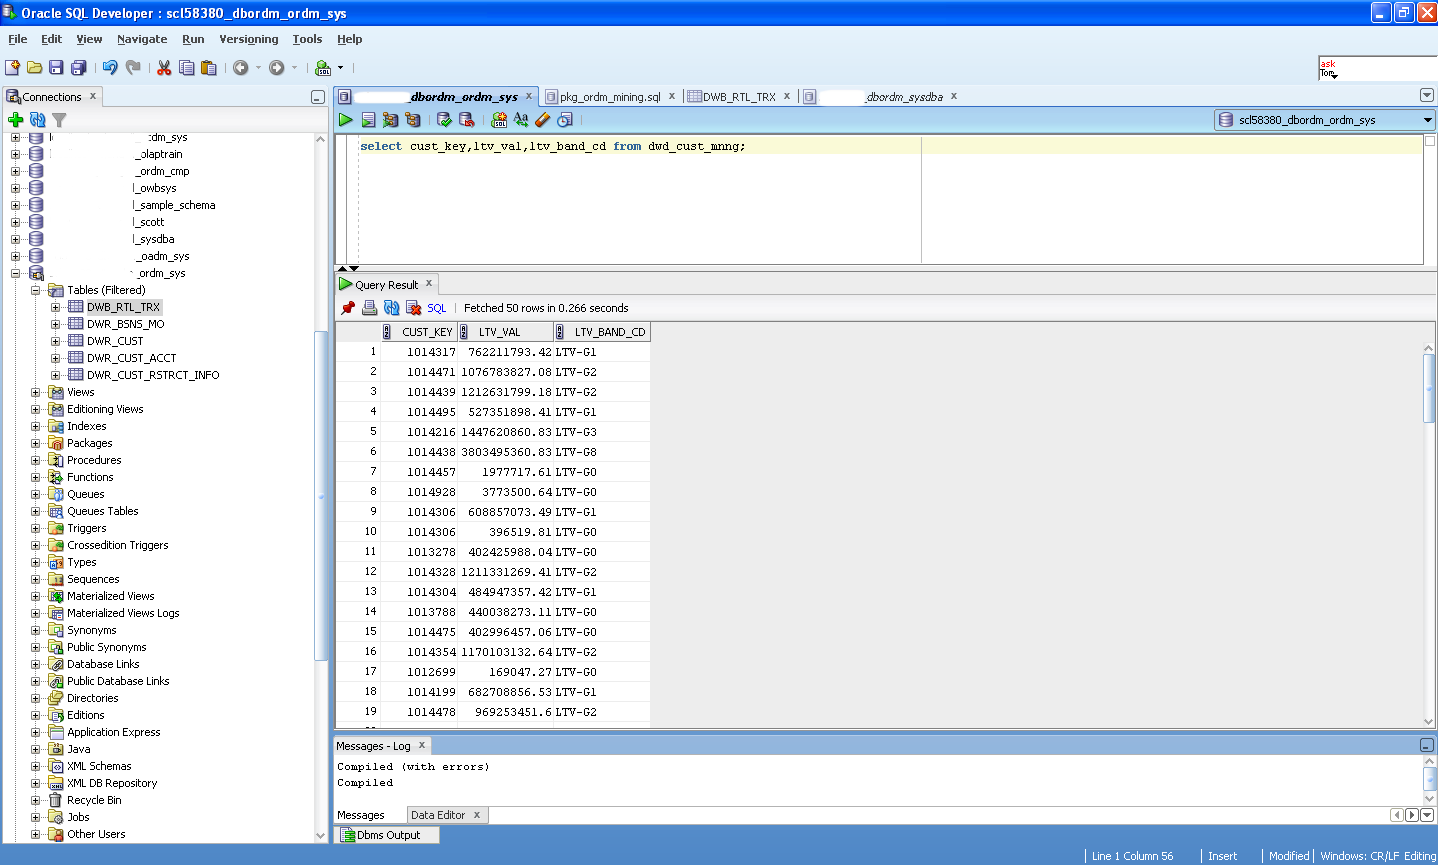 Oracle SQL Developer : scl58380_dbordm_ordm_sys
File Edit View Navigate Run Versioning Tools Help
ask
Tom
Connections x
_dbordm_ordm_sys x
pkg_ordm_mining.sql x
DWB_RTL_TRX x
_dbordm_sysdba x
scl58380_dbordm_ordm_sys
select cust_key,ltv_val,ltv_band_cd from dwd_cust_mnng;
cdm_sys
_olaptrain
_ordm_cmp
_owbsys
_sample_schema
_scott
_sysdba
_oadm_sys
_ordm_sys
Tables (Filtered)
DWB_RTL_TRX
DWR_BSNS_MO
DWR_CUST
DWR_CUST_ACCT
DWR_CUST_RSTRCT_INFO
Views
Editioning Views
Indexes
Packages
Procedures
Functions
Queues
Queues Tables
Triggers
Crossedition Triggers
Types
Sequences
Materialized Views
Materialized Views Logs
Synonyms
Public Synonyms
Database Links
Public Database Links
Directories
Editions
Application Express
Java
XML Schemas
XML DB Repository
Recycle Bin
Jobs
Other Users
Query Result x
SQL | Fetched 50 rows in 0.266 seconds
CUST_KEY LTV_VAL LTV_BAND_CD
1 1014317 762211793.42 LTV-G1
2 1014471 1076783827.08 LTV-G2
3 1014439 1212631799.18 LTV-G2
4 1014495 527351898.41 LTV-G1
5 1014216 1447620860.83 LTV-G3
6 1014438 3803495360.83 LTV-G8
7 1014457 1977717.61 LTV-G0
8 1014928 3773500.64 LTV-G0
9 1014306 608857073.49 LTV-G1
10 1014306 396519.81 LTV-G0
11 1013278 402425988.04 LTV-G0
12 1014328 1211331269.41 LTV-G2
13 1014304 484947357.42 LTV-G1
14 1013788 440038273.11 LTV-G0
15 1014475 402996457.06 LTV-G0
16 1014354 1170103132.64 LTV-G2
17 1012699 169047.27 LTV-G0
18 1014199 682708856.53 LTV-G1
19 1014478 969253451.6 LTV-G2
Messages - Log x
Compiled (with errors)
Compiled
Messages
Data Editor x
Dbms Output
Line 1 Column 56 | Insert | Modified | Windows: CR/LF Editing